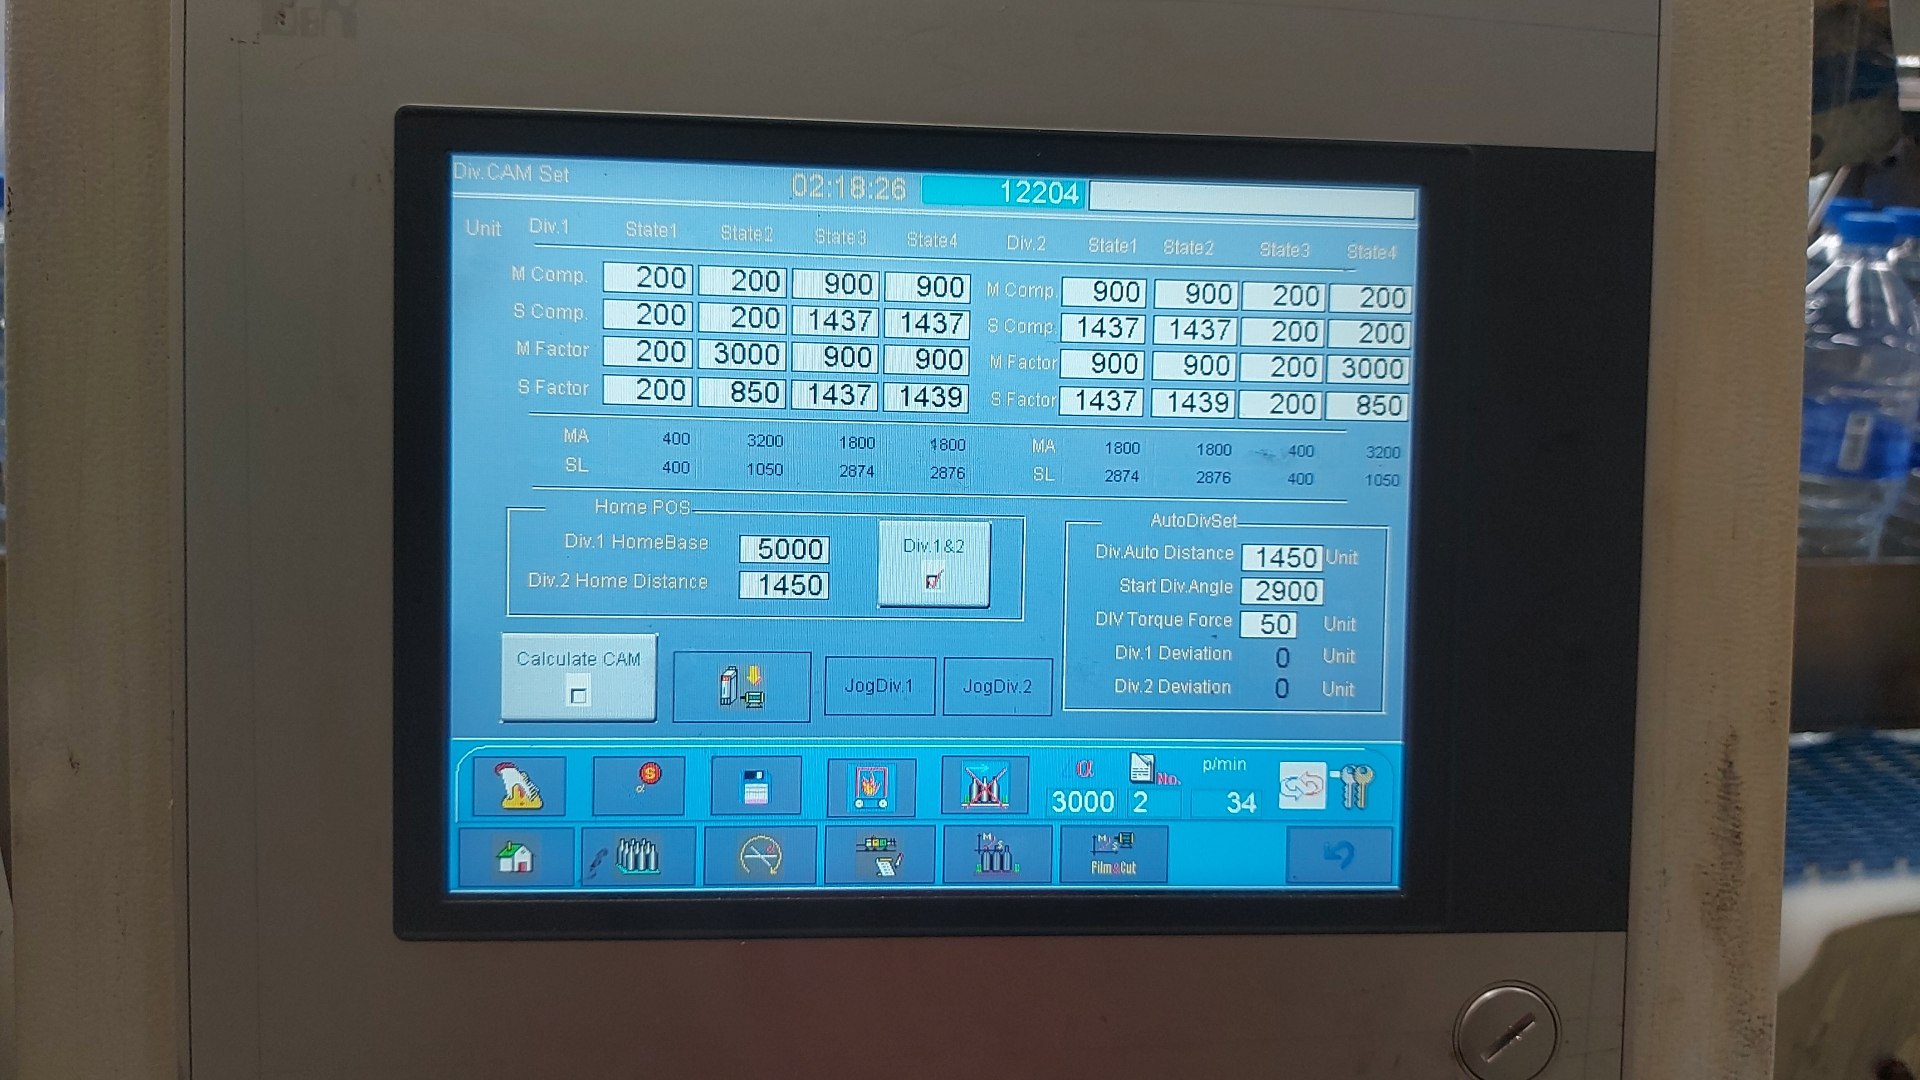 Div.CAM Set 02:18:26 12204
Unit Div.1 State1 State2 State3 State4 Div.2 State1 State2 State3 State4
M Comp. 200 200 900 900 M Comp. 900 900 200 200
S Comp. 200 200 1437 1437 S Comp. 1437 1437 200 200
M Factor 200 3000 900 900 M Factor 900 900 200 3000
S Factor 200 850 1437 1439 S Factor 1437 1439 200 850
MA 400 3200 1800 1800 MA 1800 1800 400 3200
SL 400 1050 2874 2876 SL 2874 2876 400 1050
Home POS
Div.1 HomeBase 5000
Div.2 Home Distance 1450
Div.1&2
AutoDivSet
Div.Auto Distance 1450 Unit
Start Div.Angle 2900
DIV Torque Force 50 Unit
Div.1 Deviation 0 Unit
Div.2 Deviation 0 Unit
Calculate CAM
JogDiv.1
JogDiv.2
S
α
α No. p/min
3000 2 34
M S
M S
Film&Cut